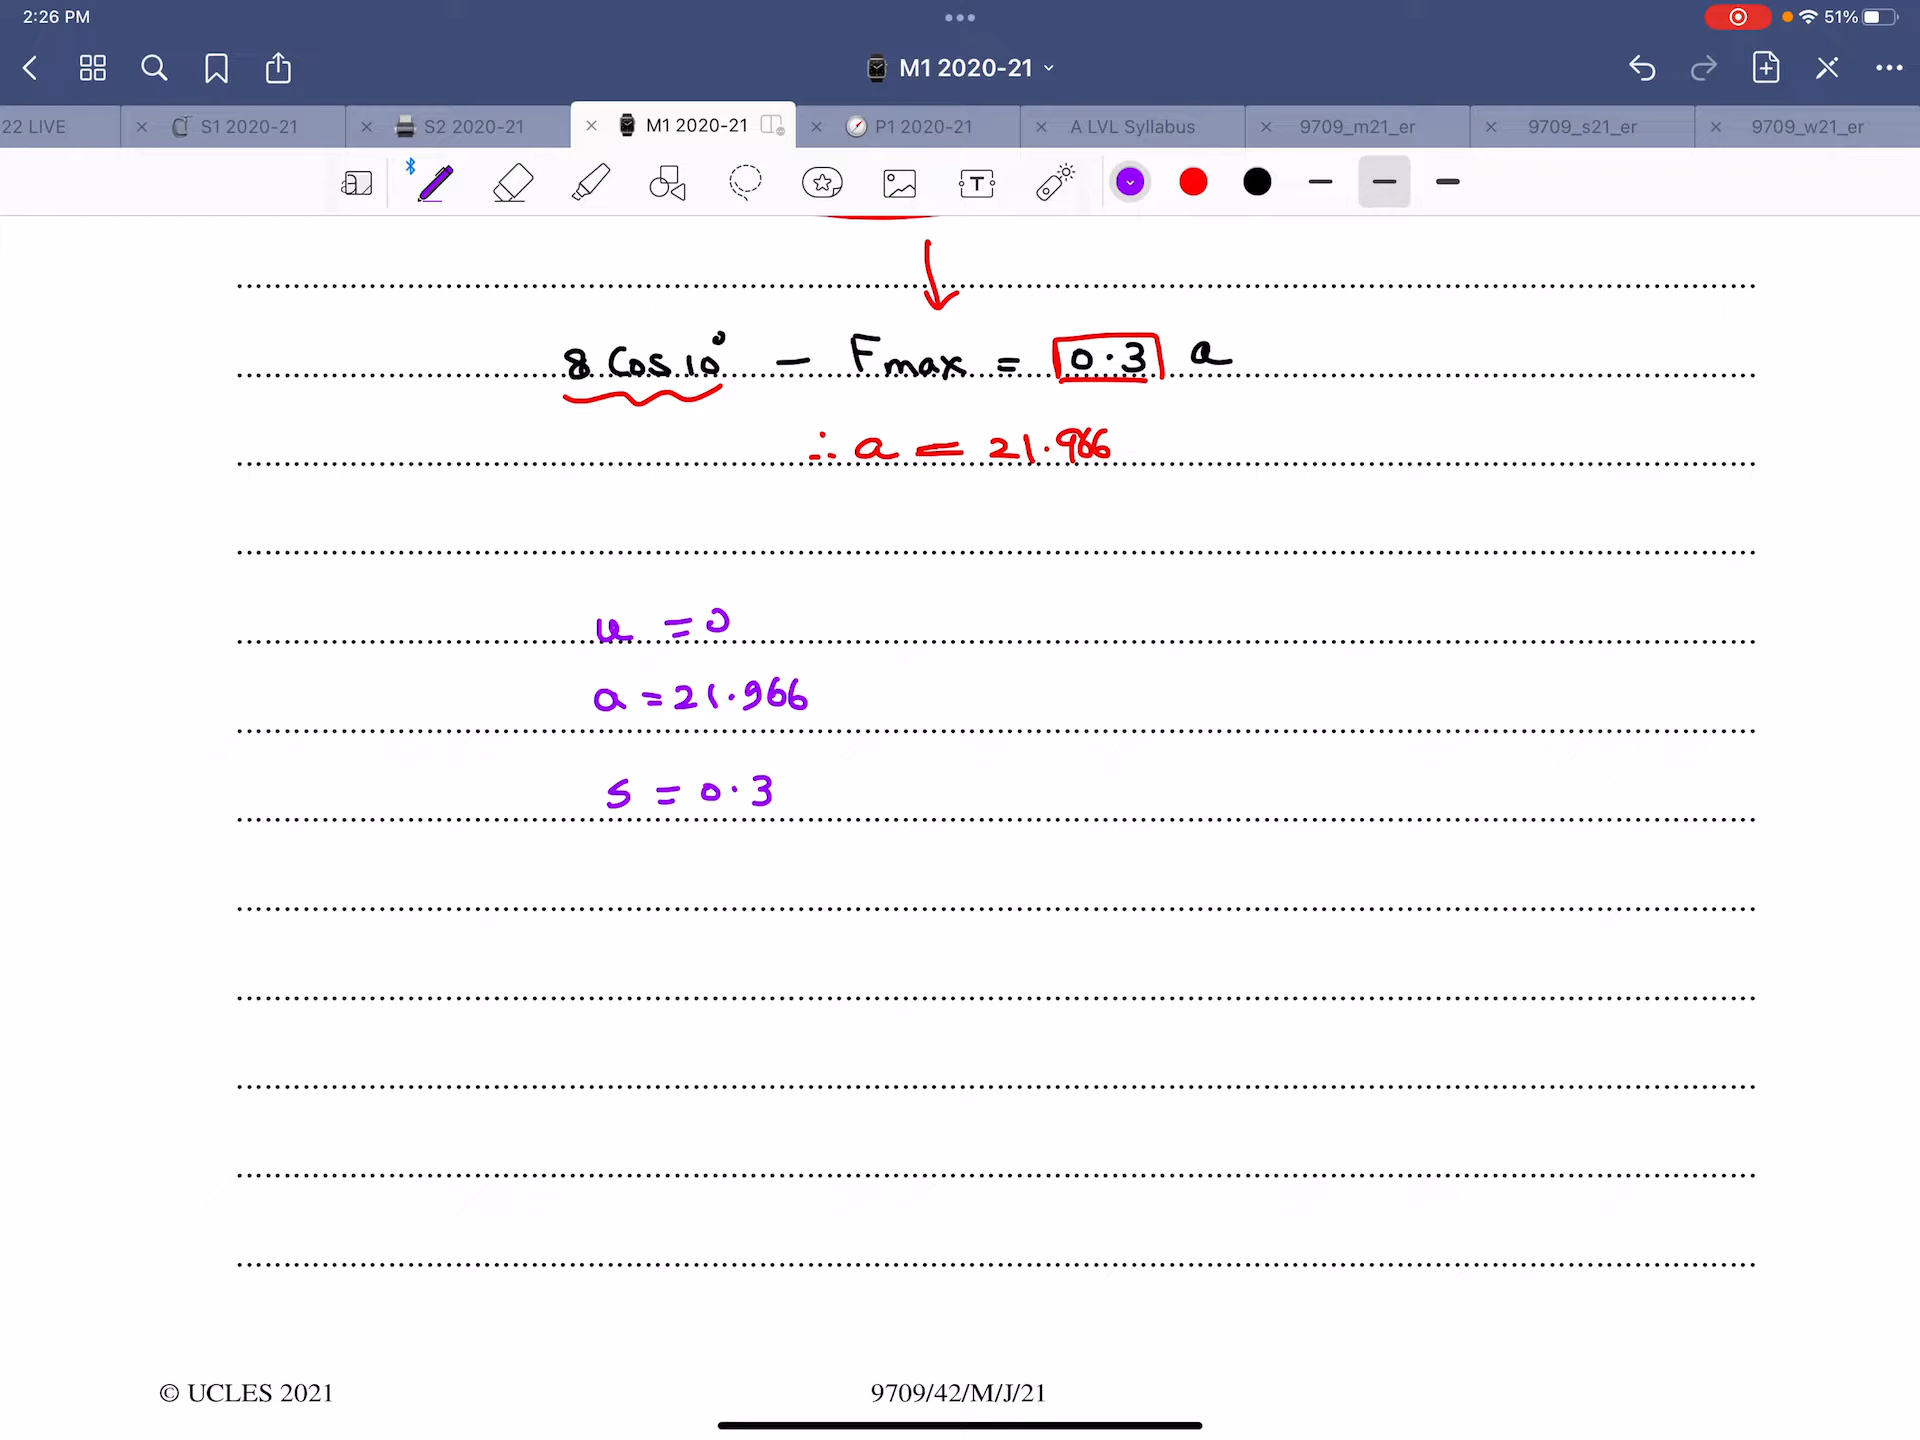 2:26 PM
51%
M1 2020-21
22 LIVE
S1 2020-21
S2 2020-21
M1 2020-21
P1 2020-21
A LVL Syllabus
9709_m21_er
9709_s21_er
9709_w21_er
8 Cos 10° - Fmax = 0.3 a
∴ a = 21.966
u = 0
a = 21.966
s = 0.3
© UCLES 2021
9709/42/M/J/21